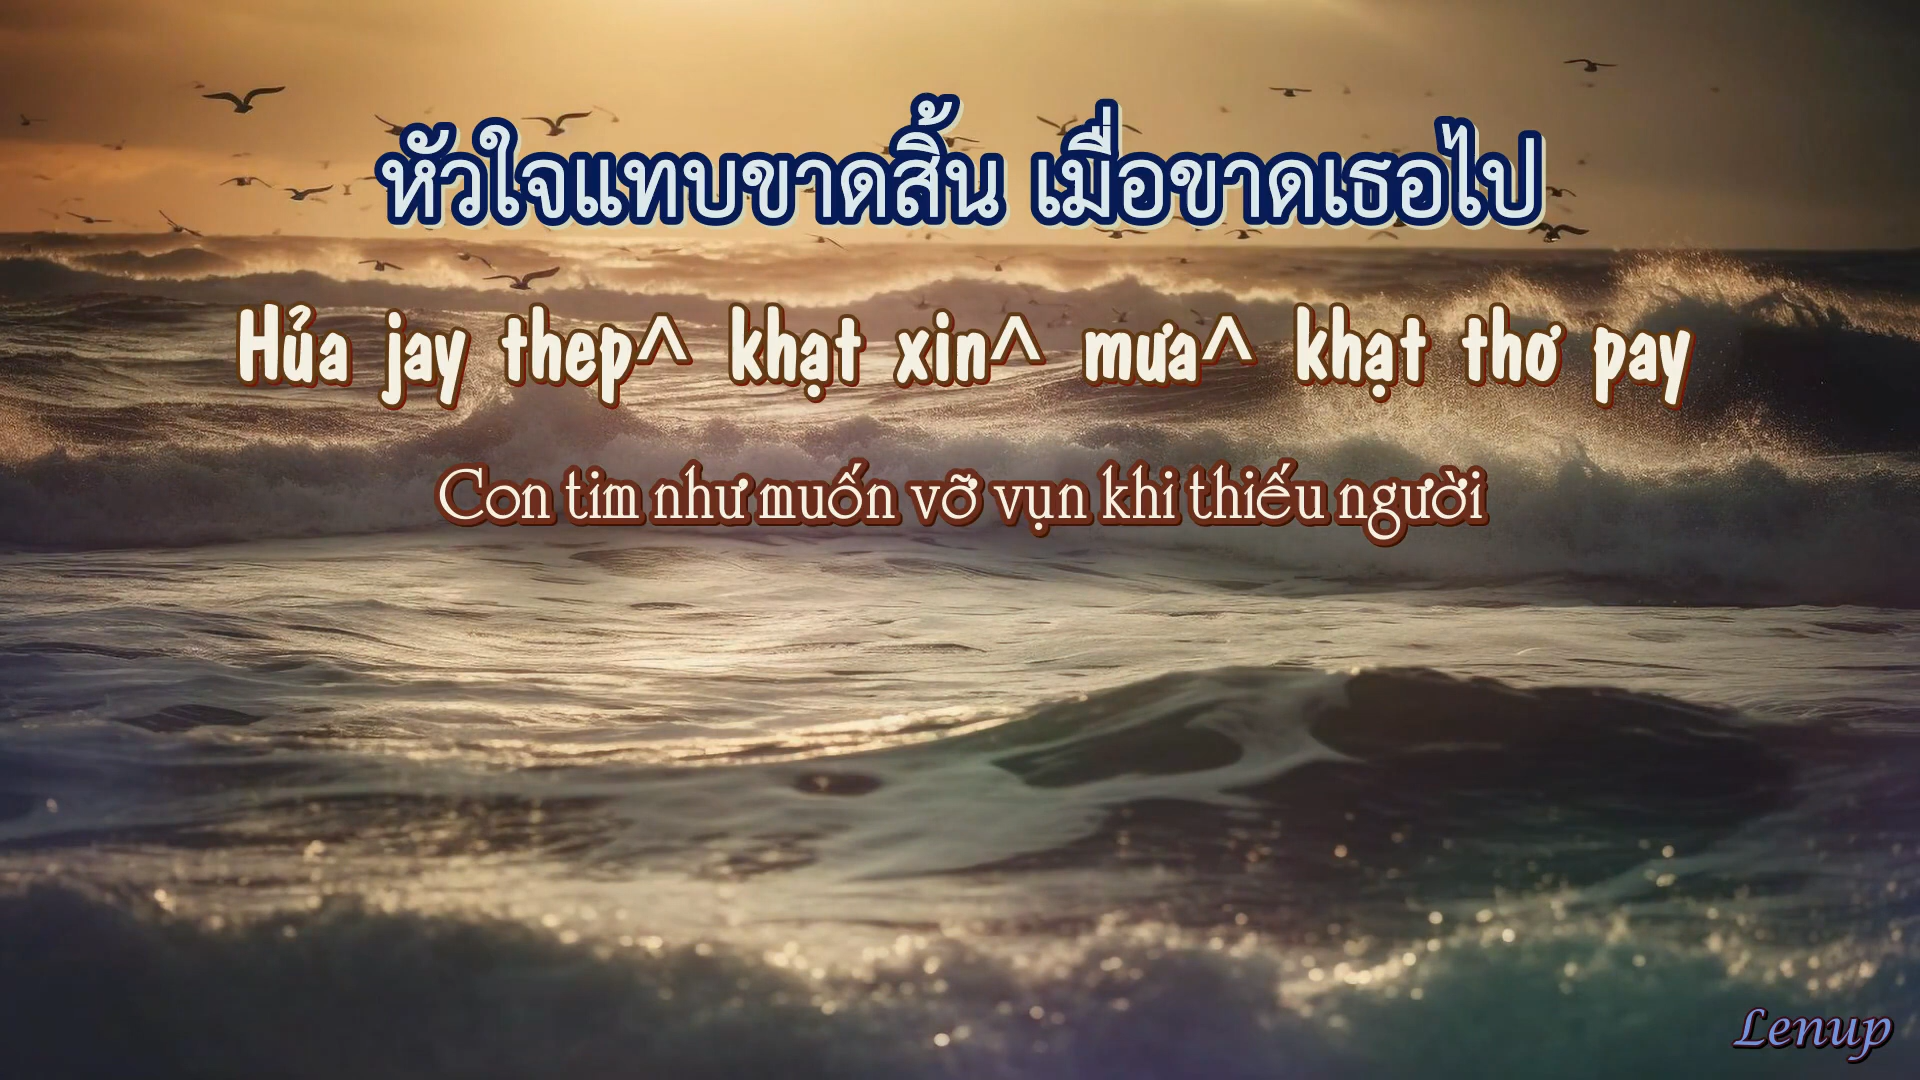 หัวใจแทบขาดสิ้น เมื่อขาดเธอไป
Hủa jay thep^ khạt xin^ mưa^ khạt thơ pay
Con tim như muốn vỡ vụn khi thiếu người
Lenup